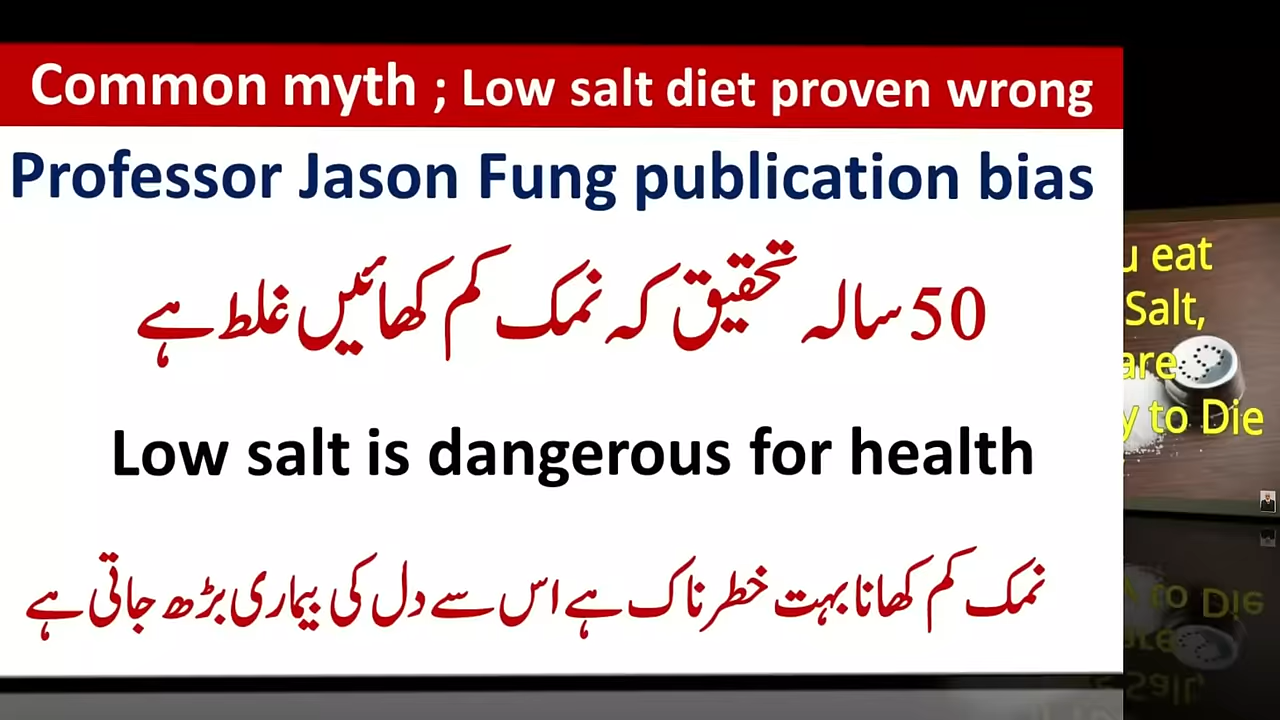 Common myth ; Low salt diet proven wrong
Professor Jason Fung publication bias
50 سالہ تحقیق کہ نمک کم کھائیں غلط ہے
Low salt is dangerous for health
نمک کم کھانا بہت خطرناک ہے اس سے دل کی بیماری بڑھ جاتی ہے
eat
Salt,
to Die